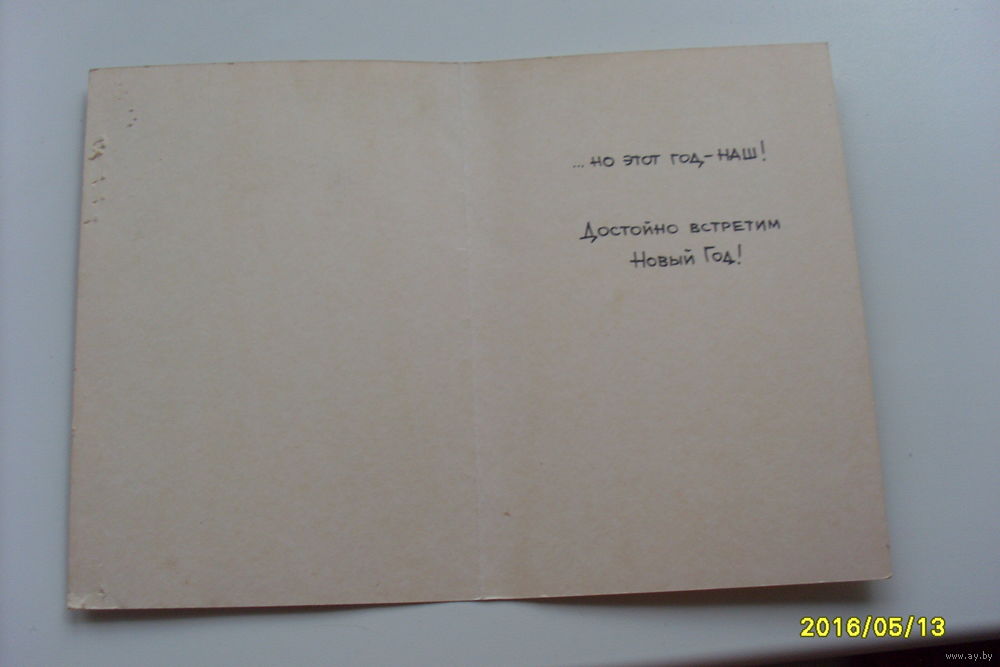 ... но этот год - наш!
Достойно встретим
Новый Год!
2016/05/13
www.ay.by